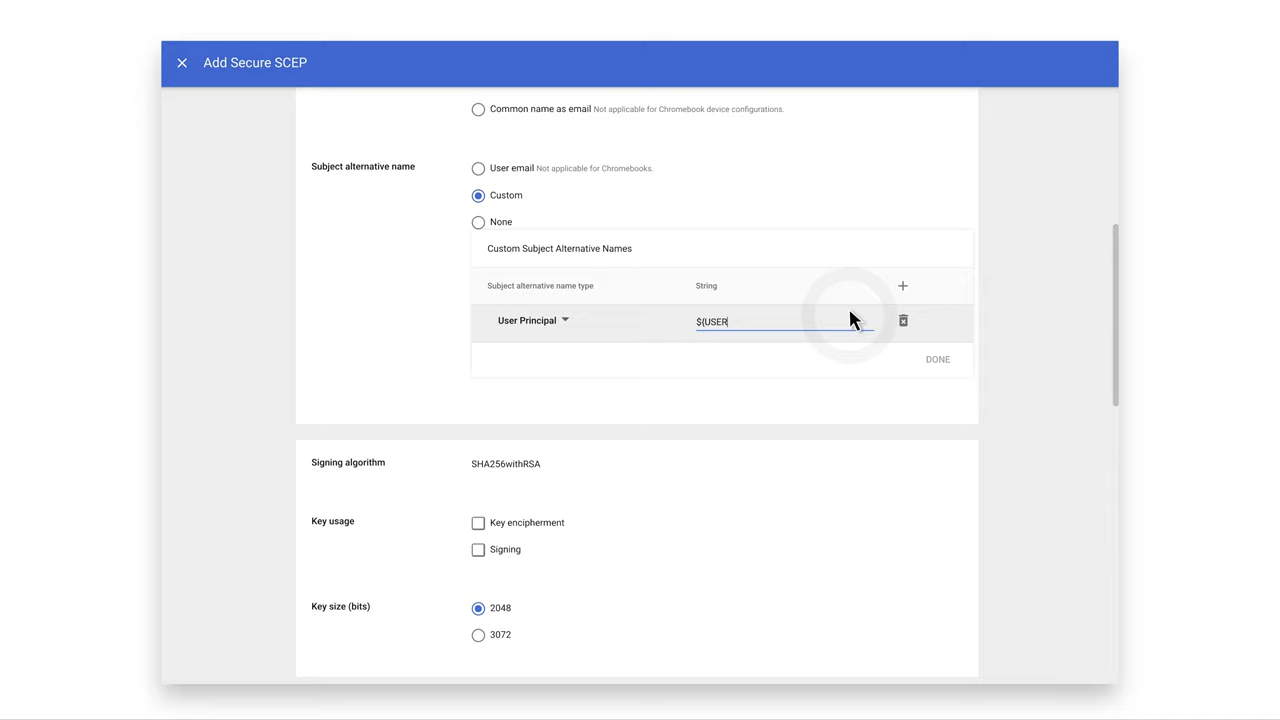 Add Secure SCEP
Common name as email Not applicable for Chromebook device configurations.
Subject alternative name
User email Not applicable for Chromebooks.
Custom
None
Custom Subject Alternative Names
Subject alternative name type String
User Principal ${USER
DONE
Signing algorithm SHA256withRSA
Key usage Key encipherment
Signing
Key size (bits) 2048
3072